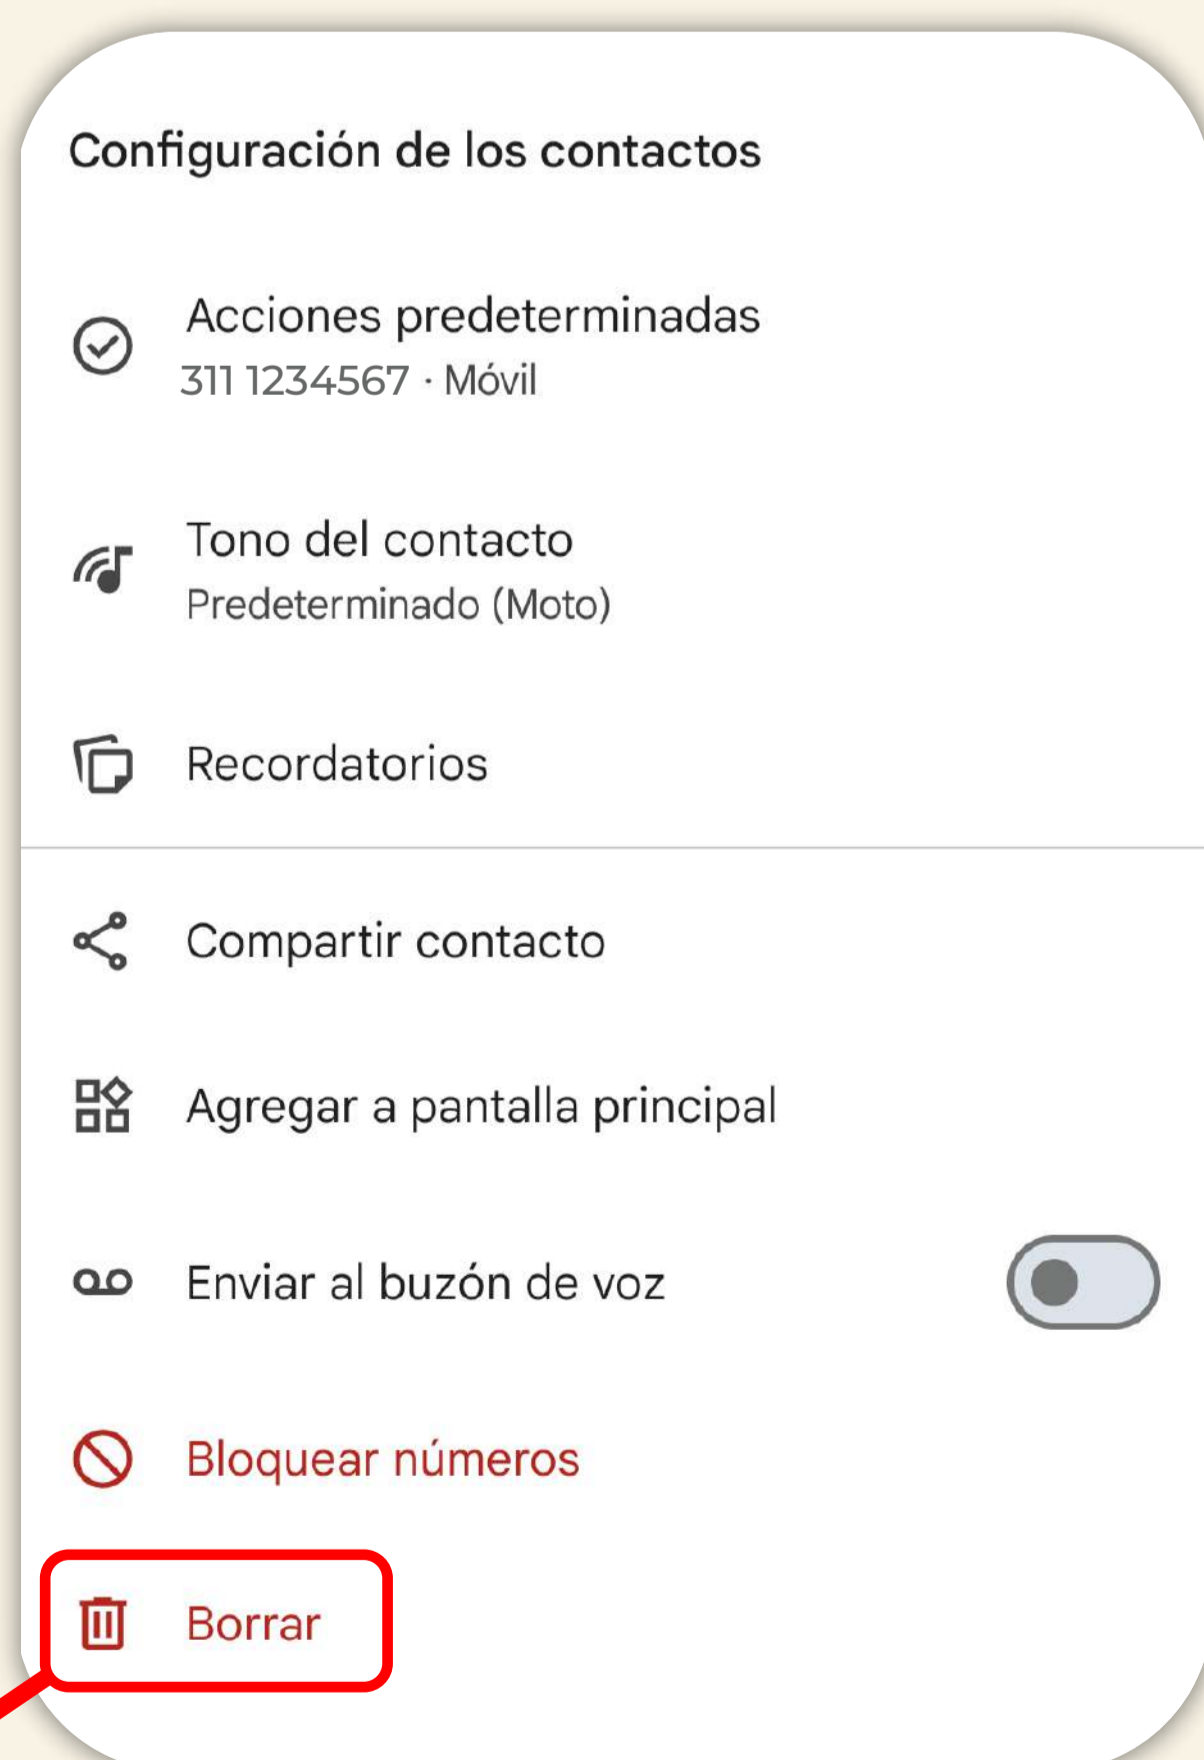 Configuración de los contactos
Acciones predeterminadas
311 1234567 · Móvil
Tono del contacto
Predeterminado (Moto)
Recordatorios
Compartir contacto
Agregar a pantalla principal
Enviar al buzón de voz
Bloquear números
Borrar